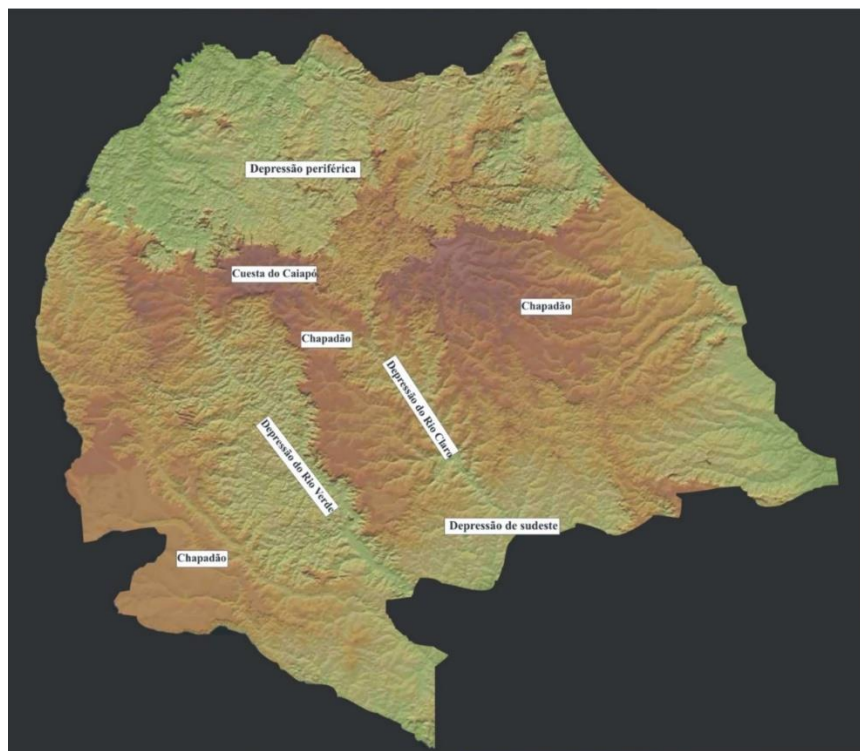 Depressão periférica
Cuesta do Caiapó
Chapadão
Chapadão
Depressão do Rio Claro
Depressão do Rio Verde
Depressão de sudeste
Chapadão